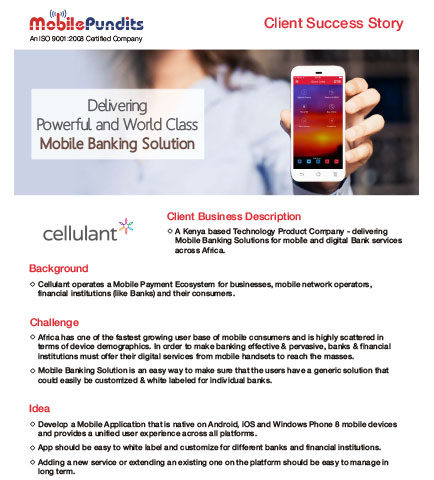 MobilePundits
An ISO 9001:2008 Certified Company
Client Success Story
Delivering
Powerful and World Class
Mobile Banking Solution
cellulant
Client Business Description
◇ A Kenya based Technology Product Company - delivering
Mobile Banking Solutions for mobile and digital Bank services
across Africa.
Background
◇ Cellulant operates a Mobile Payment Ecosystem for businesses, mobile network operators,
financial institutions (like Banks) and their consumers.
Challenge
◇ Africa has one of the fastest growing user base of mobile consumers and is highly scattered in
terms of device demographics. In order to make banking effective & pervasive, banks & financial
institutions must offer their digital services from mobile handsets to reach the masses.
◇ Mobile Banking Solution is an easy way to make sure that the users have a generic solution that
could easily be customized & white labeled for individual banks.
Idea
◇ Develop a Mobile Application that is native on Android, iOS and Windows Phone 8 mobile devices
and provides a unified user experience across all platforms.
◇ App should be easy to white label and customize for different banks and financial institutions.
◇ Adding a new service or extending an existing one on the platform should be easy to manage in
long term.